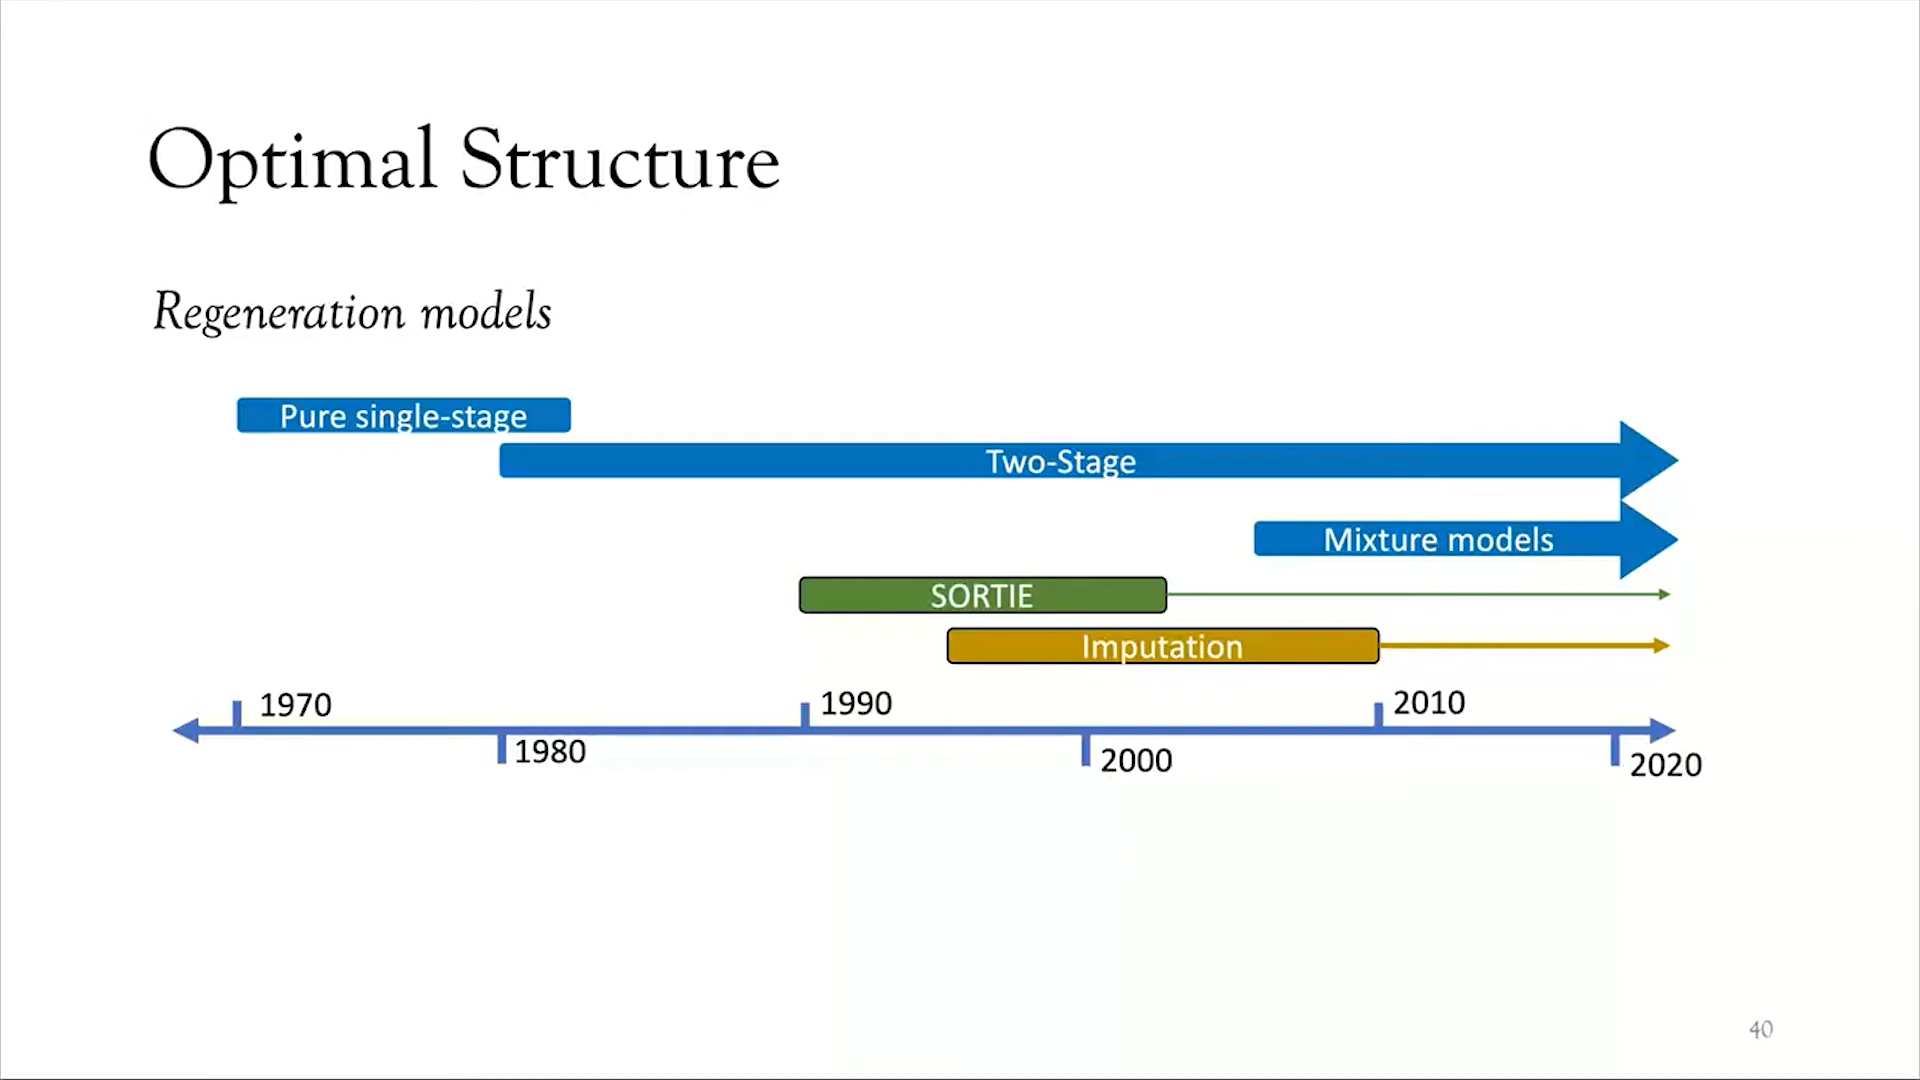 Optimal Structure
Regeneration models
Pure single-stage
Two-Stage
Mixture models
SORTIE
Imputation
1970
1980
1990
2000
2010
2020
40